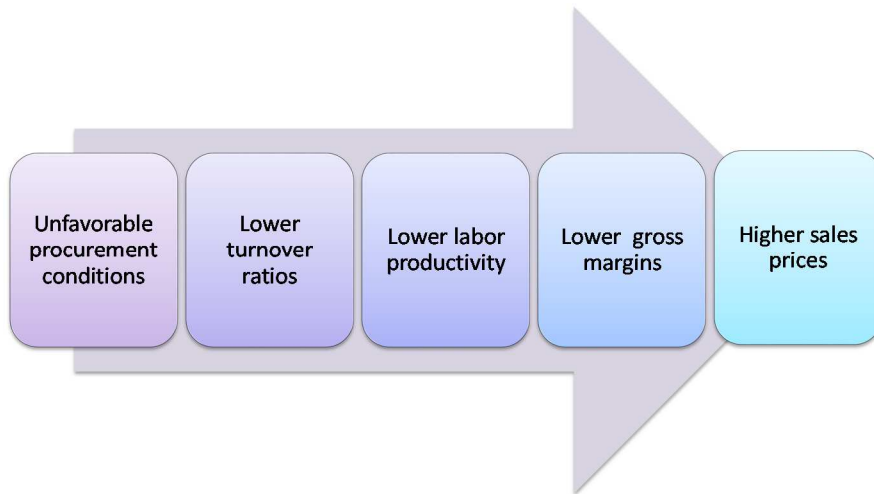 Unfavorable
procurement
conditions
Lower
turnover
ratios
Lower labor
productivity
Lower gross
margins
Higher sales
prices